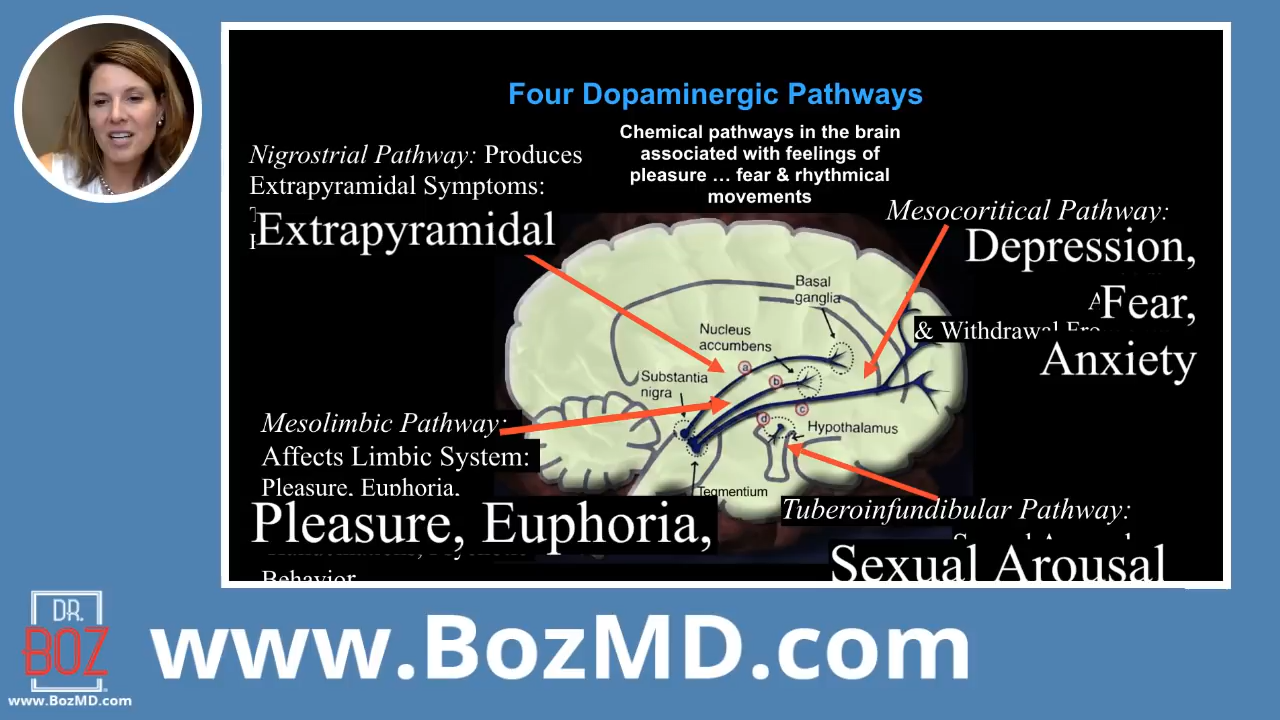 Four Dopaminergic Pathways
Chemical pathways in the brain
associated with feelings of
pleasure ... fear & rhythmical
movements
Nigrostrial Pathway: Produces
Extrapyramidal Symptoms:
Extrapyramidal
Mesocoritical Pathway:
Depression,
Fear,
& Withdrawal
Anxiety
Basal
ganglia
Nucleus
accumbens
Substantia
nigra
a
b
c
d
Hypothalamus
Tegmentium
Mesolimbic Pathway:
Affects Limbic System:
Pleasure, Euphoria,
Pleasure, Euphoria,
Behavior
Tuberoinfundibular Pathway:
Sexual Arousal
DR.
BOZ
www.BozMD.com
www.BozMD.com